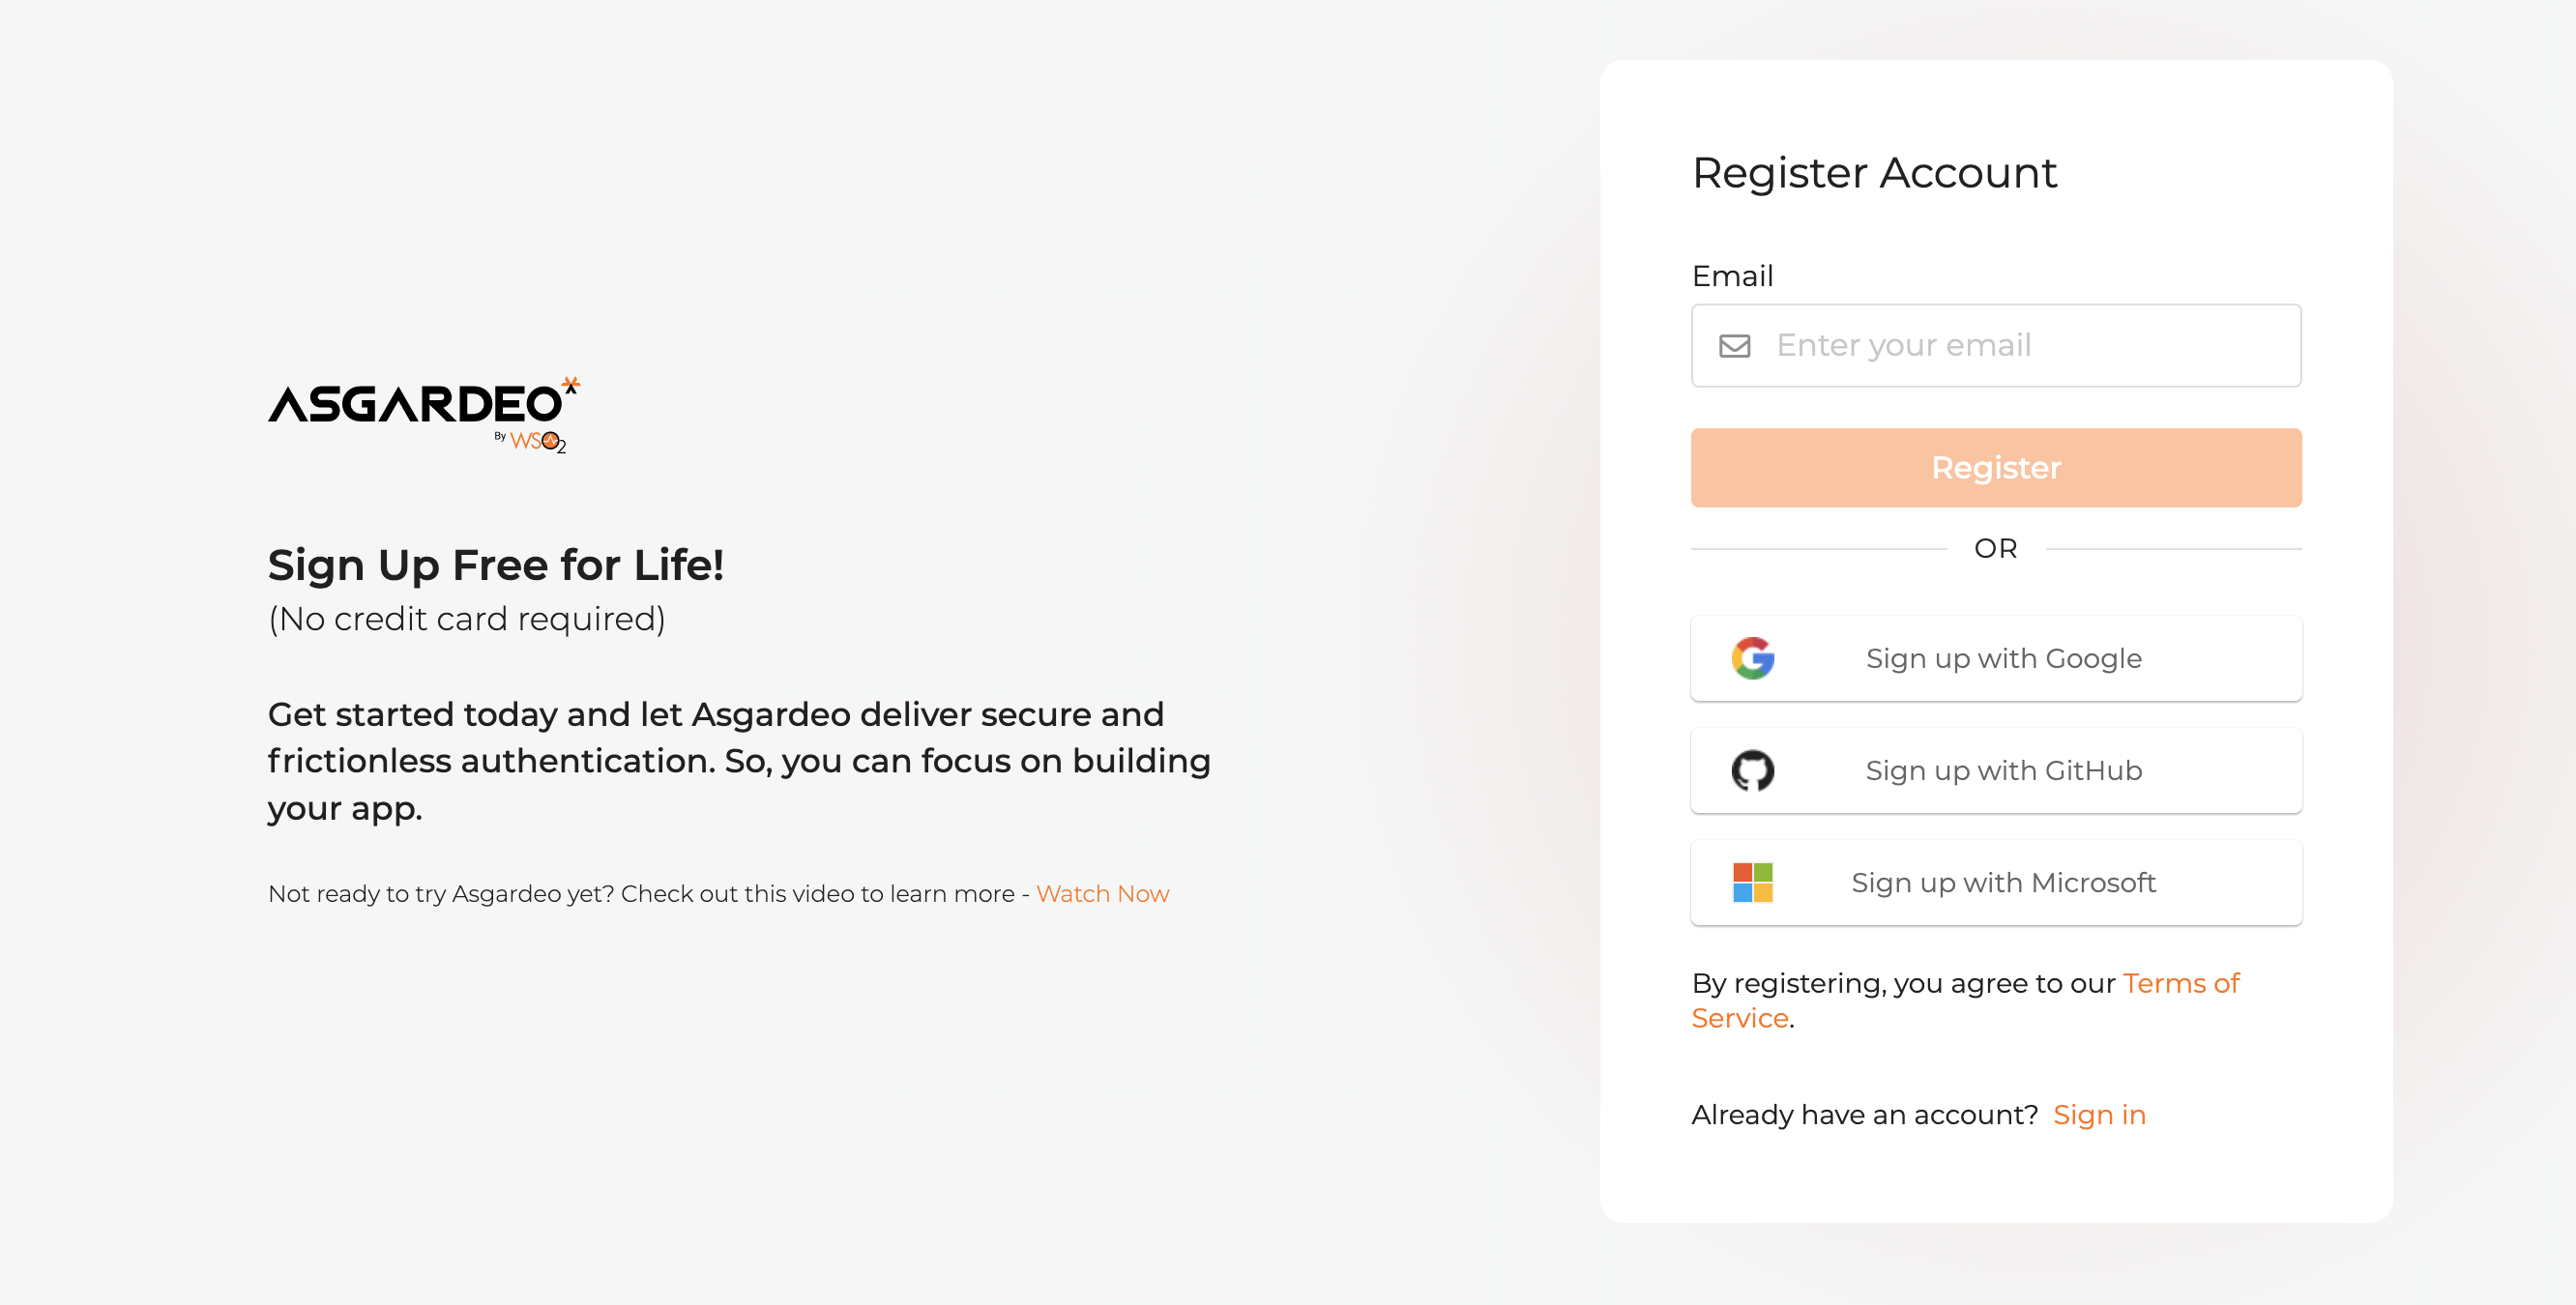 ASGARDEO
By WSO2
Sign Up Free for Life!
(No credit card required)
Get started today and let Asgardeo deliver secure and
frictionless authentication. So, you can focus on building
your app.
Not ready to try Asgardeo yet? Check out this video to learn more - Watch Now
Register Account
Email
Enter your email
Register
OR
Sign up with Google
Sign up with GitHub
Sign up with Microsoft
By registering, you agree to our Terms of
Service.
Already have an account? Sign in